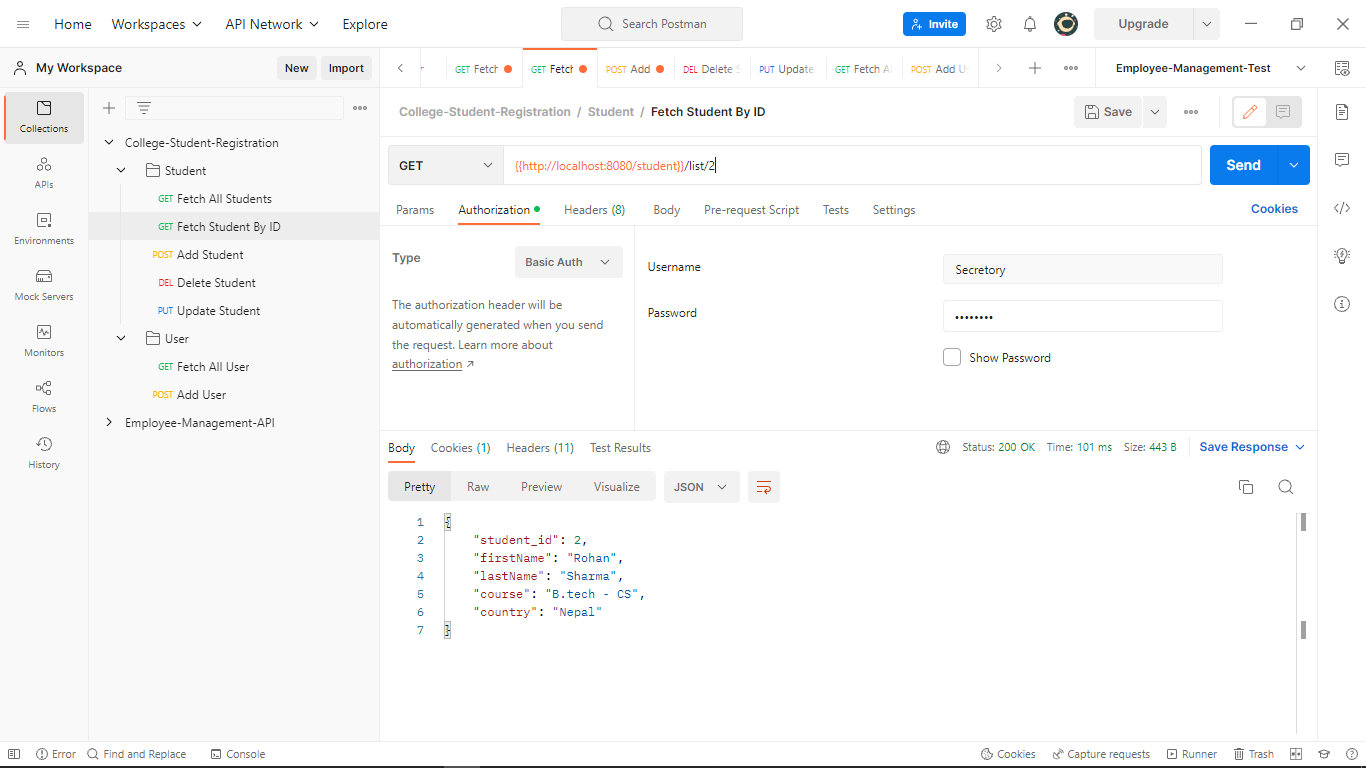 Home Workspaces API Network Explore Search Postman Invite Upgrade
My Workspace New Import
GET Fetch GET Fetch POST Add DEL Delete PUT Update GET Fetch A POST Add U Employee-Management-Test
Collections
APIs
Environments
Mock Servers
Monitors
Flows
History
College-Student-Registration
Student
GET Fetch All Students
GET Fetch Student By ID
POST Add Student
DEL Delete Student
PUT Update Student
User
GET Fetch All User
POST Add User
Employee-Management-API
College-Student-Registration / Student / Fetch Student By ID Save
GET {{http://localhost:8080/student}}/list/2 Send
Params Authorization Headers (8) Body Pre-request Script Tests Settings Cookies
Type Basic Auth
The authorization header will be
automatically generated when you send
the request. Learn more about
authorization ↗
Username Secretory
Password ••••••••
Show Password
Body Cookies (1) Headers (11) Test Results Status: 200 OK Time: 101 ms Size: 443 B Save Response
Pretty Raw Preview Visualize JSON
1 {
2 "student_id": 2,
3 "firstName": "Rohan",
4 "lastName": "Sharma",
5 "course": "B.tech - CS",
6 "country": "Nepal"
7 }
Error Find and Replace Console Cookies Capture requests Runner Trash